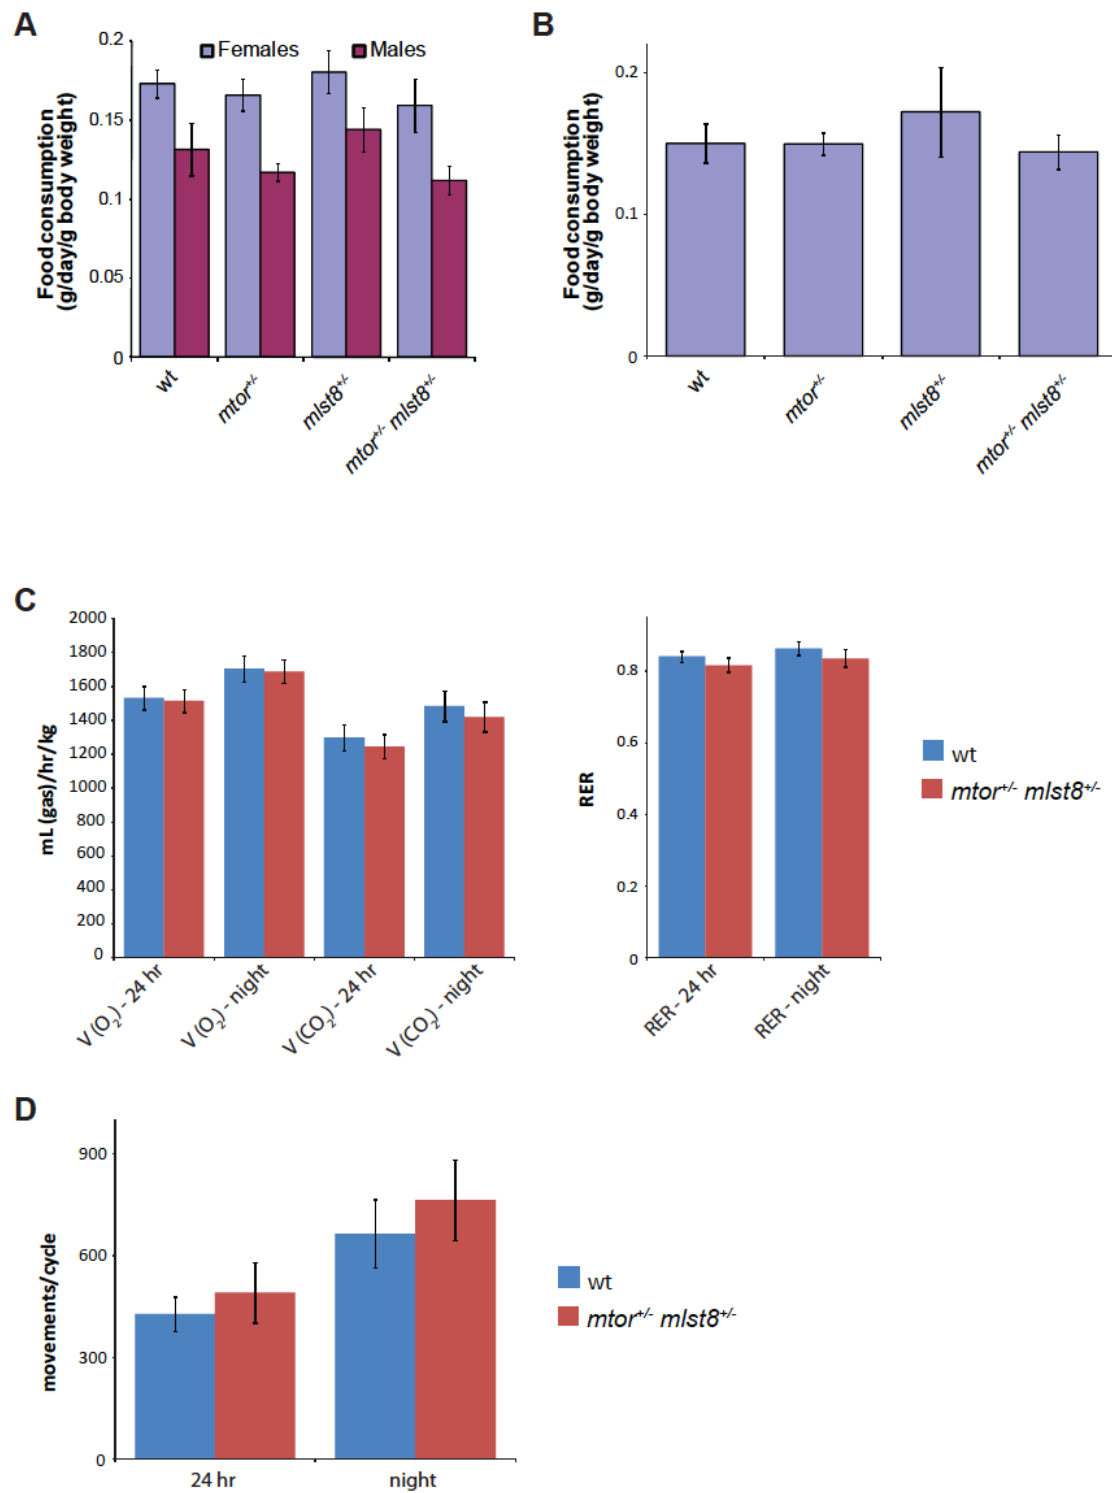 A
Females
Males
Food consumption
(g/day/g body weight)
0.2
0.15
0.1
0.05
0
wt
mtor+/-
mlst8+/-
mtor+/- mlst8+/-
B
Food consumption
(g/day/g body weight)
0.2
0.1
0
wt
mtor+/-
mlst8+/-
mtor+/- mlst8+/-
C
mL (gas)/hr/kg
2000
1800
1600
1400
1200
1000
800
600
400
200
0
V (O2) - 24 hr
V (O2) - night
V (CO2) - 24 hr
V (CO2) - night
RER
0.8
0.6
0.4
0.2
0
RER - 24 hr
RER - night
wt
mtor+/- mlst8+/-
D
movements/cycle
900
600
300
0
24 hr
night
wt
mtor+/- mlst8+/-